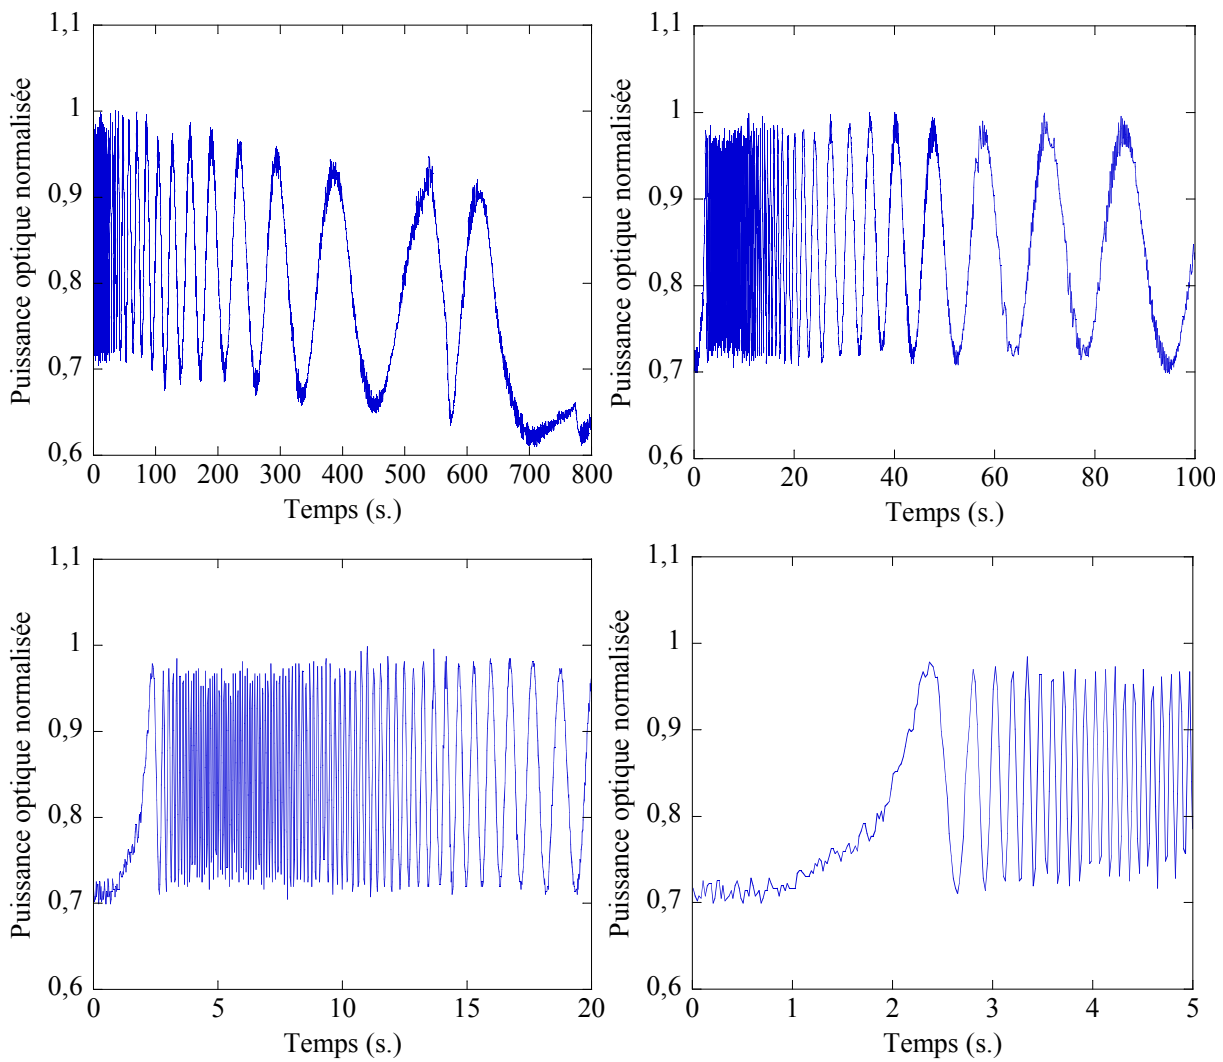 Puissance optique normalisée
1,1
1
0,9
0,8
0,7
0,6
0 100 200 300 400 500 600 700 800
Temps (s.)
Puissance optique normalisée
1,1
1
0,9
0,8
0,7
0,6
0 20 40 60 80 100
Temps (s.)
Puissance optique normalisée
1,1
1
0,9
0,8
0,7
0,6
0 5 10 15 20
Temps (s.)
Puissance optique normalisée
1,1
1
0,9
0,8
0,7
0,6
0 1 2 3 4 5
Temps (s.)